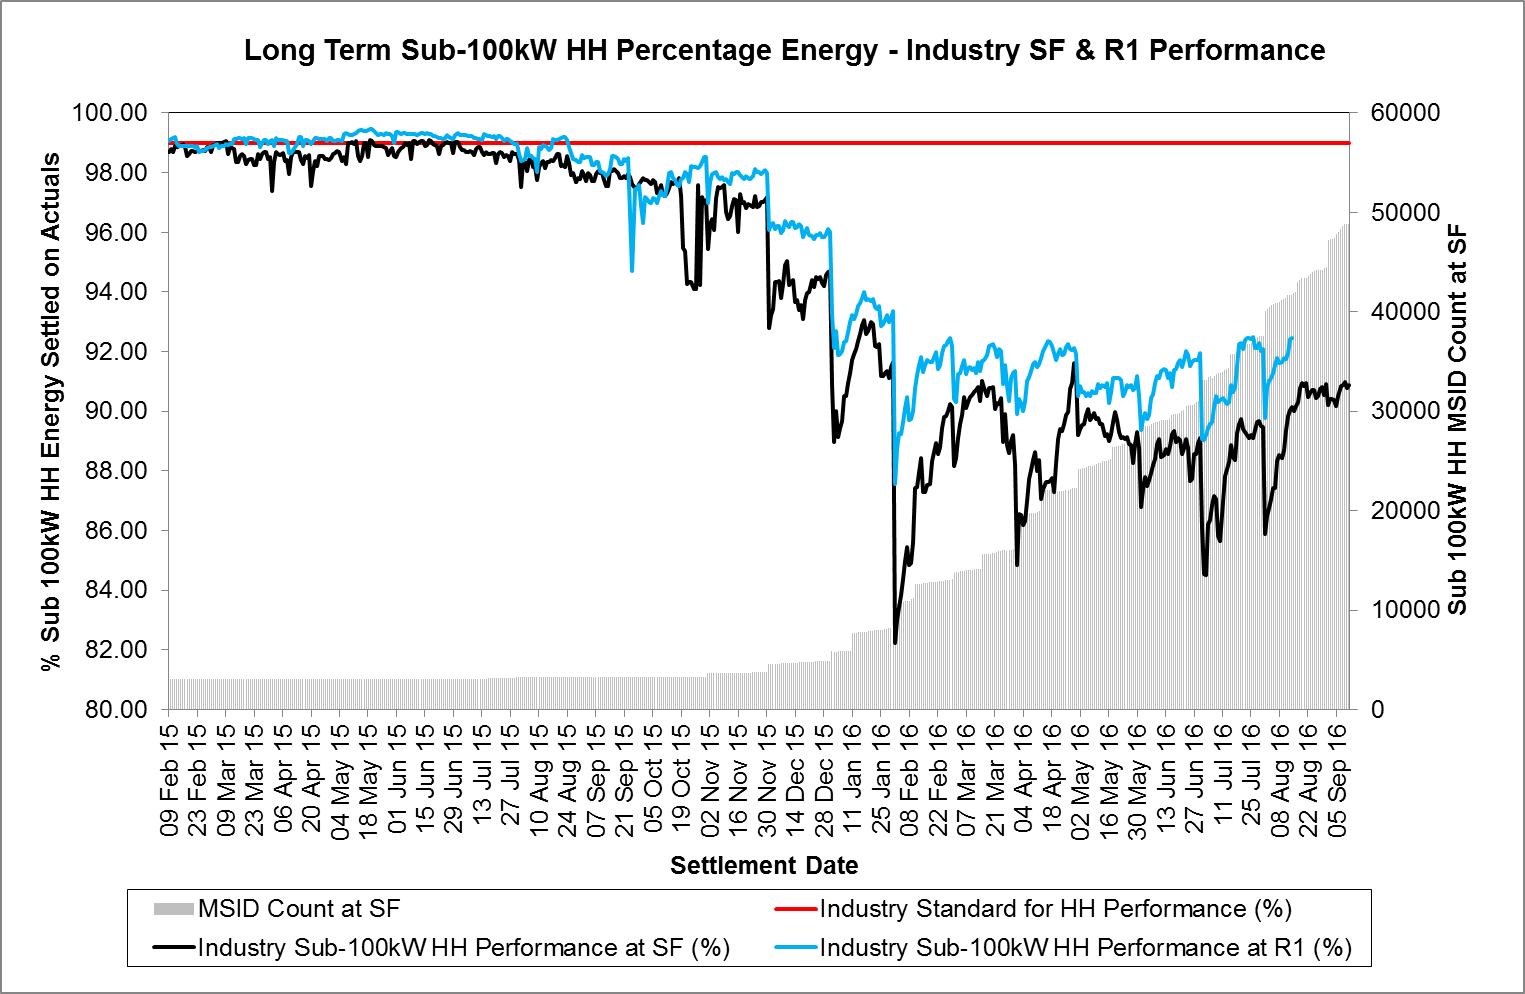 Long Term Sub-100kW HH Percentage Energy - Industry SF & R1 Performance
% Sub 100kW HH Energy Settled on Actuals
100.00
98.00
96.00
94.00
92.00
90.00
88.00
86.00
84.00
82.00
80.00
60000
50000
40000
30000
20000
10000
0
Sub 100kW HH MSID Count at SF
09 Feb 15
23 Feb 15
09 Mar 15
23 Mar 15
06 Apr 15
20 Apr 15
04 May 15
18 May 15
01 Jun 15
15 Jun 15
29 Jun 15
13 Jul 15
27 Jul 15
10 Aug 15
24 Aug 15
07 Sep 15
21 Sep 15
05 Oct 15
19 Oct 15
02 Nov 15
16 Nov 15
30 Nov 15
14 Dec 15
28 Dec 15
11 Jan 16
25 Jan 16
08 Feb 16
22 Feb 16
07 Mar 16
21 Mar 16
04 Apr 16
18 Apr 16
02 May 16
16 May 16
30 May 16
13 Jun 16
27 Jun 16
11 Jul 16
25 Jul 16
08 Aug 16
22 Aug 16
05 Sep 16
Settlement Date
MSID Count at SF
Industry Standard for HH Performance (%)
Industry Sub-100kW HH Performance at SF (%)
Industry Sub-100kW HH Performance at R1 (%)